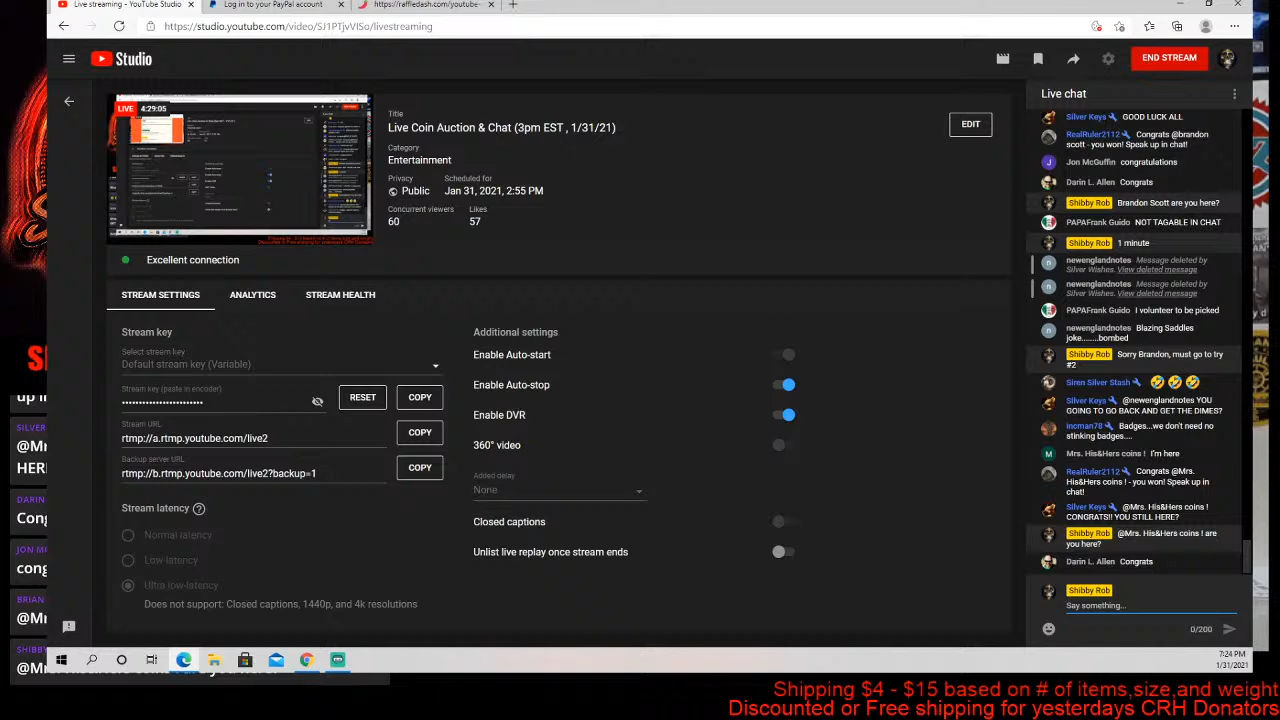 Live streaming - YouTube Studio
Log in to your PayPal account
https://raffledash.com/youtube-
https://studio.youtube.com/video/SJ1PTjvVISo/livestreaming
Studio
END STREAM
LIVE 4:29:05
Title
Live Coin Auction & Chat (3pm EST , 1/31/21)
EDIT
Category
Entertainment
Privacy
Scheduled for
Public
Jan 31, 2021, 2:55 PM
Concurrent viewers
Likes
60
57
Excellent connection
STREAM SETTINGS
ANALYTICS
STREAM HEALTH
Stream key
Select stream key
Default stream key (Variable)
Stream key (paste in encoder)
RESET
COPY
Stream URL
rtmp://a.rtmp.youtube.com/live2
COPY
Backup server URL
rtmp://b.rtmp.youtube.com/live2?backup=1
COPY
Stream latency
Normal latency
Low-latency
Ultra low-latency
Does not support: Closed captions, 1440p, and 4k resolutions
Additional settings
Enable Auto-start
Enable Auto-stop
Enable DVR
360° video
Added delay
None
Closed captions
Unlist live replay once stream ends
Live chat
Silver Keys GOOD LUCK ALL
RealRuler2112 Congrats @brandon
scott - you won! Speak up in
chat!
Jon McGuffin congratulations
Darin L. Allen Congrats
Shibby Rob Brandon Scott are you here?
PAPAFrank Guido NOT TAGABLE IN CHAT
Shibby Rob 1 minute
newenglandnotes Message deleted by
Silver Wishes. View deleted message
newenglandnotes Message deleted by
Silver Wishes. View deleted message
PAPAFrank Guido I volunteer to be picked
newenglandnotes Blazing Saddles
joke........bombed
Shibby Rob Sorry Brandon, must go to try
#2
Siren Silver Stash 🤣 🤣 🤣
Silver Keys @newenglandnotes YOU
GOING TO GO BACK AND GET THE DIMES?
incman78 Badges...we don't need no
stinking badges....
Mrs. His&Hers coins ! I'm here
RealRuler2112 Congrats @Mrs.
His&Hers coins ! - you won! Speak up in
chat!
Silver Keys @Mrs. His&Hers coins !
CONGRATS!! YOU STILL HERE?
Shibby Rob @Mrs. His&Hers coins ! are
you here?
Darin L. Allen Congrats
Shibby Rob
Say something...
0/200
7:24 PM
1/31/2021
Shipping $4 - $15 based on # of items,size,and weight
Discounted or Free shipping for yesterdays CRH Donators